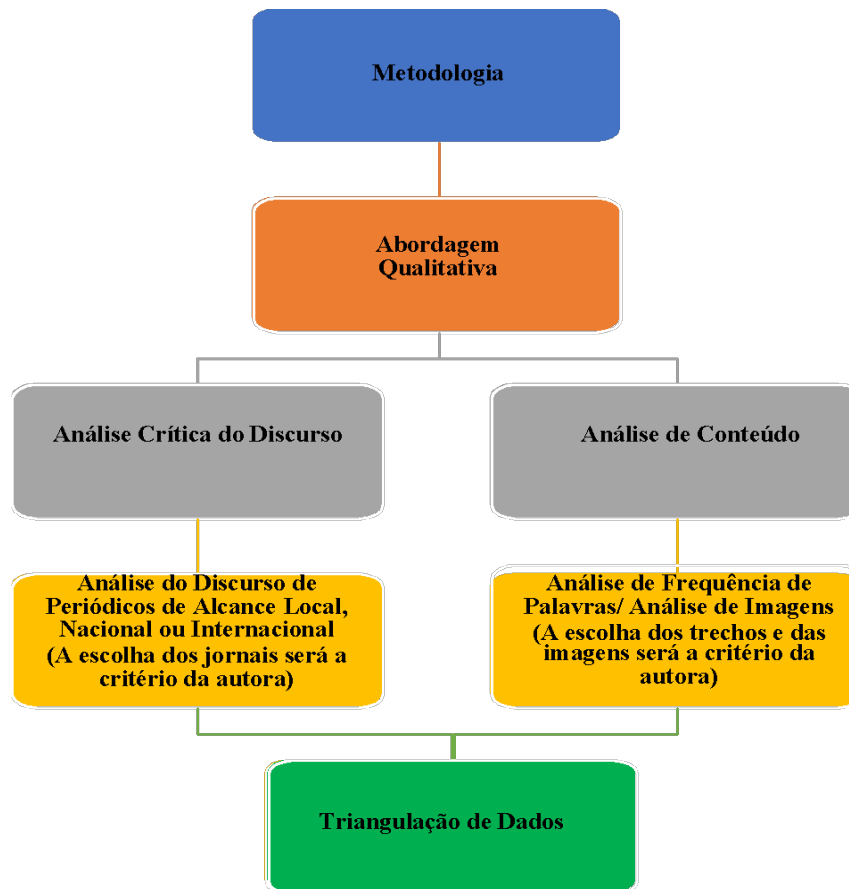 Metodologia
Abordagem
Qualitativa
Análise Crítica do Discurso
Análise de Conteúdo
Análise do Discurso de
Periódicos de Alcance Local,
Nacional ou Internacional
(A escolha dos jornais será a
critério da autora)
Análise de Frequência de
Palavras/ Análise de Imagens
(A escolha dos trechos e das
imagens será a critério da
autora)
Triangulação de Dados